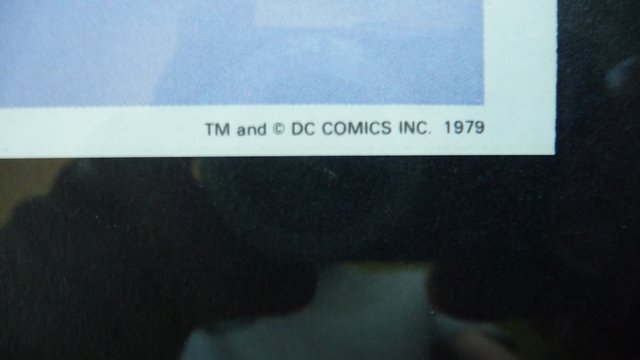 TM and © DC COMICS INC. 1979